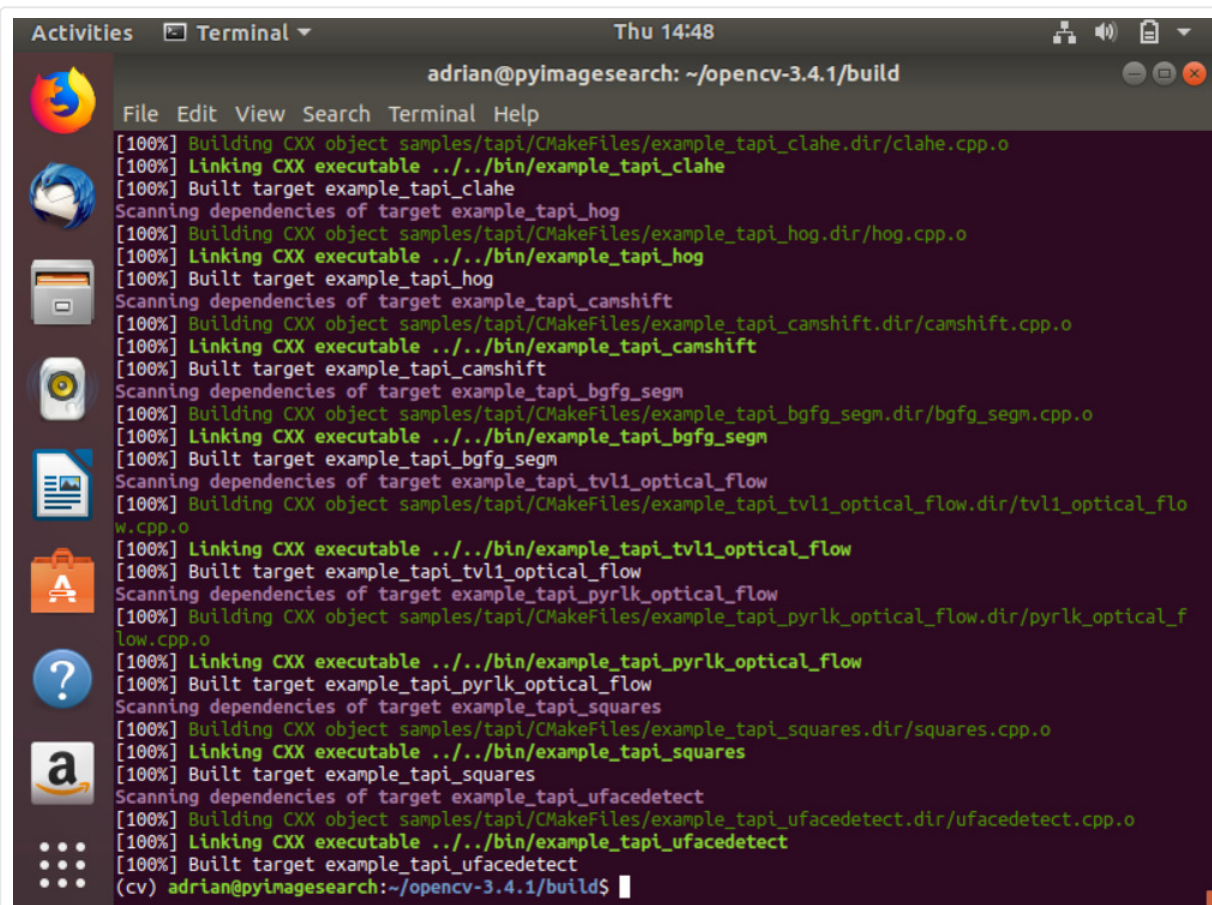 Activities Terminal Thu 14:48
adrian@pyimagesearch: ~/opencv-3.4.1/build
File Edit View Search Terminal Help
[100%] Building CXX object samples/tapi/CMakeFiles/example_tapi_clahe.dir/clahe.cpp.o
[100%] Linking CXX executable ../../bin/example_tapi_clahe
[100%] Built target example_tapi_clahe
Scanning dependencies of target example_tapi_hog
[100%] Building CXX object samples/tapi/CMakeFiles/example_tapi_hog.dir/hog.cpp.o
[100%] Linking CXX executable ../../bin/example_tapi_hog
[100%] Built target example_tapi_hog
Scanning dependencies of target example_tapi_camshift
[100%] Building CXX object samples/tapi/CMakeFiles/example_tapi_camshift.dir/camshift.cpp.o
[100%] Linking CXX executable ../../bin/example_tapi_camshift
[100%] Built target example_tapi_camshift
Scanning dependencies of target example_tapi_bgfg_segm
[100%] Building CXX object samples/tapi/CMakeFiles/example_tapi_bgfg_segm.dir/bgfg_segm.cpp.o
[100%] Linking CXX executable ../../bin/example_tapi_bgfg_segm
[100%] Built target example_tapi_bgfg_segm
Scanning dependencies of target example_tapi_tvl1_optical_flow
[100%] Building CXX object samples/tapi/CMakeFiles/example_tapi_tvl1_optical_flow.dir/tvl1_optical_flo
w.cpp.o
[100%] Linking CXX executable ../../bin/example_tapi_tvl1_optical_flow
[100%] Built target example_tapi_tvl1_optical_flow
Scanning dependencies of target example_tapi_pyrlk_optical_flow
[100%] Building CXX object samples/tapi/CMakeFiles/example_tapi_pyrlk_optical_flow.dir/pyrlk_optical_f
low.cpp.o
[100%] Linking CXX executable ../../bin/example_tapi_pyrlk_optical_flow
[100%] Built target example_tapi_pyrlk_optical_flow
Scanning dependencies of target example_tapi_squares
[100%] Building CXX object samples/tapi/CMakeFiles/example_tapi_squares.dir/squares.cpp.o
[100%] Linking CXX executable ../../bin/example_tapi_squares
[100%] Built target example_tapi_squares
Scanning dependencies of target example_tapi_ufacedetect
[100%] Building CXX object samples/tapi/CMakeFiles/example_tapi_ufacedetect.dir/ufacedetect.cpp.o
[100%] Linking CXX executable ../../bin/example_tapi_ufacedetect
[100%] Built target example_tapi_ufacedetect
(cv) adrian@pyimagesearch:~/opencv-3.4.1/build$